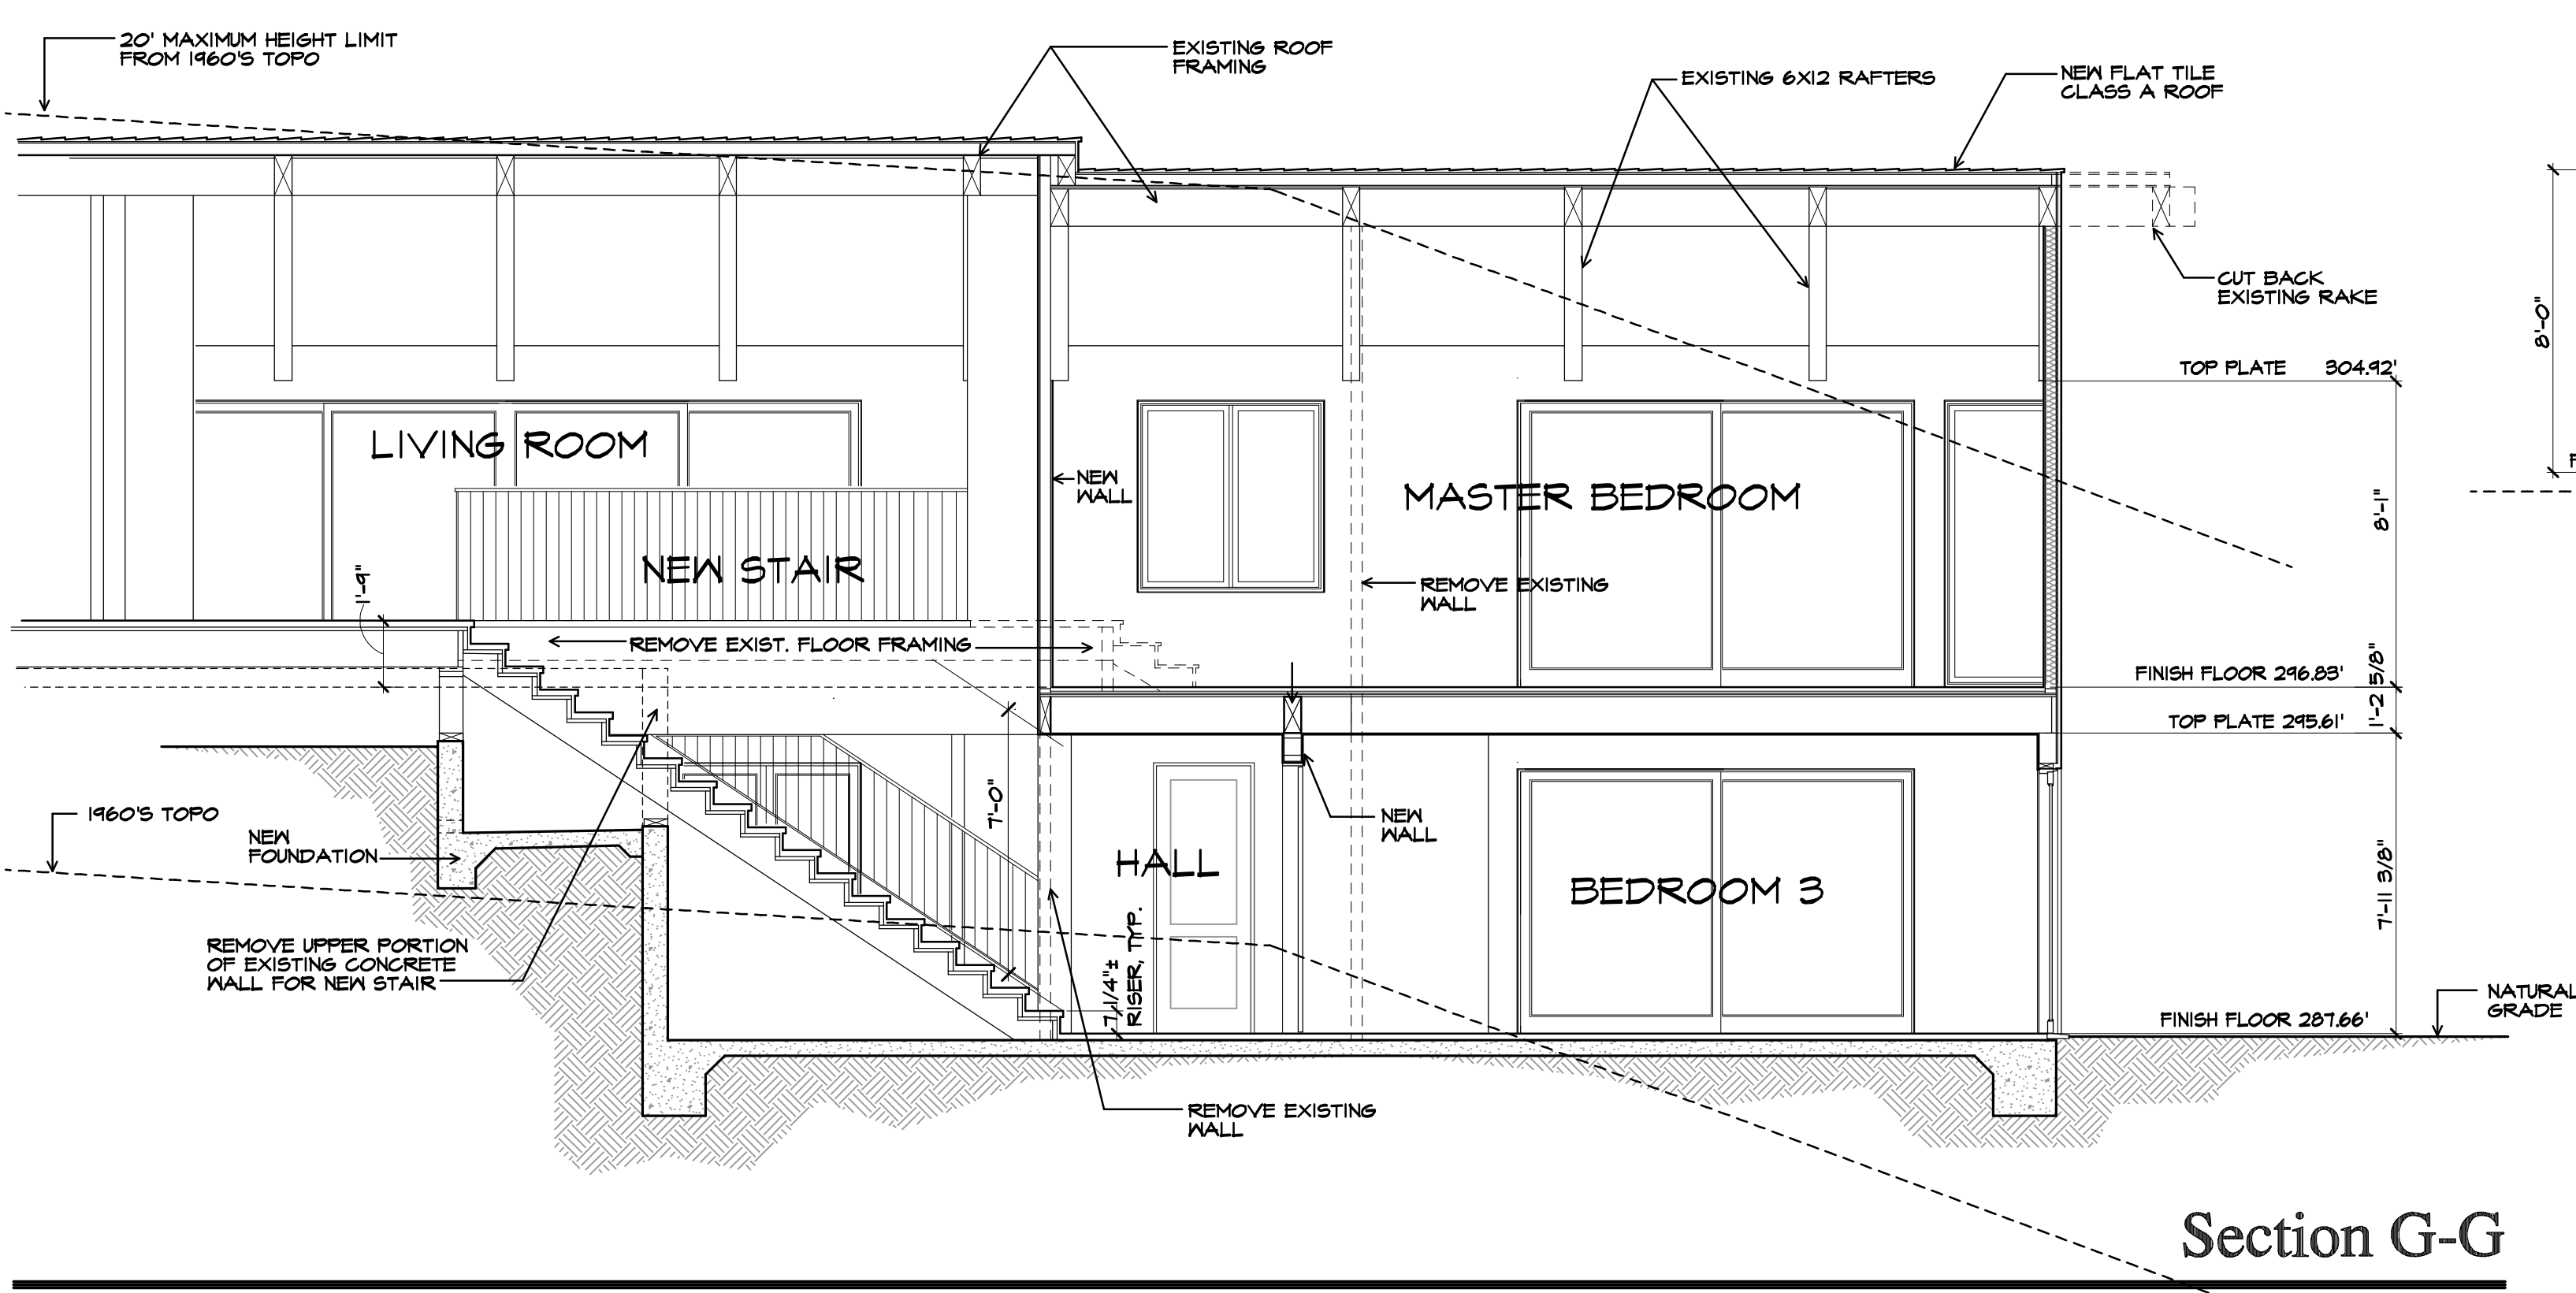 20' MAXIMUM HEIGHT LIMIT
FROM 1960'S TOPO
EXISTING ROOF
FRAMING
EXISTING 6X12 RAFTERS
NEW FLAT TILE
CLASS A ROOF
CUT BACK
EXISTING RAKE
8'-0"
TOP PLATE 304.92'
LIVING ROOM
NEW
WALL
MASTER BEDROOM
8'-1"
NEW STAIR
1'-9"
REMOVE EXISTING
WALL
REMOVE EXIST. FLOOR FRAMING
FINISH FLOOR 296.83'
1'-2 5/8"
TOP PLATE 295.61'
7'-0"
1960'S TOPO
NEW
FOUNDATION
NEW
WALL
HALL
BEDROOM 3
7'-11 3/8"
REMOVE UPPER PORTION
OF EXISTING CONCRETE
WALL FOR NEW STAIR
7 1/4"±
RISER, TYP.
NATURAL
GRADE
FINISH FLOOR 287.66'
REMOVE EXISTING
WALL
Section G-G